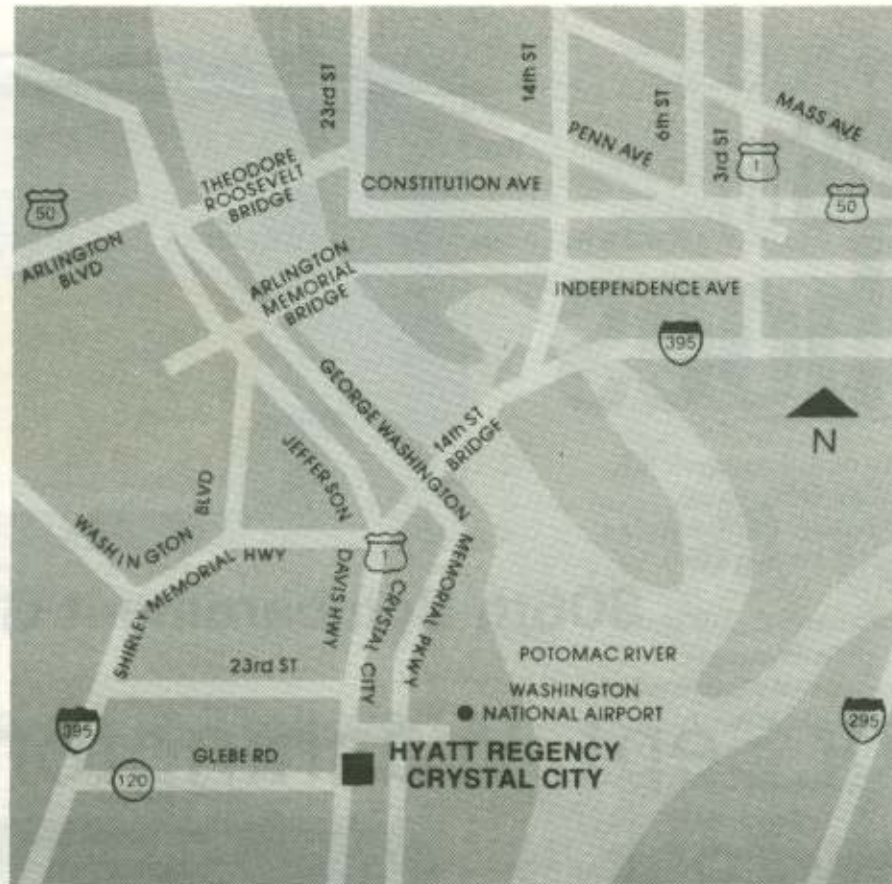 23rd ST
14th ST
6th ST
3rd ST
MASS AVE
PENN AVE
1
THEODORE
ROOSEVELT
BRIDGE
CONSTITUTION AVE
50
50
ARLINGTON
BLVD
ARLINGTON
MEMORIAL
BRIDGE
INDEPENDENCE AVE
395
N
GEORGE WASHINGTON
MEMORIAL PKWY
14th ST
BRIDGE
JEFFERSON
DAVIS HWY
WASHINGTON
BLVD
SHIRLEY MEMORIAL HWY
1
CRYSTAL CITY
23rd ST
POTOMAC RIVER
WASHINGTON
NATIONAL AIRPORT
395
295
GLEBE RD
120
HYATT REGENCY
CRYSTAL CITY